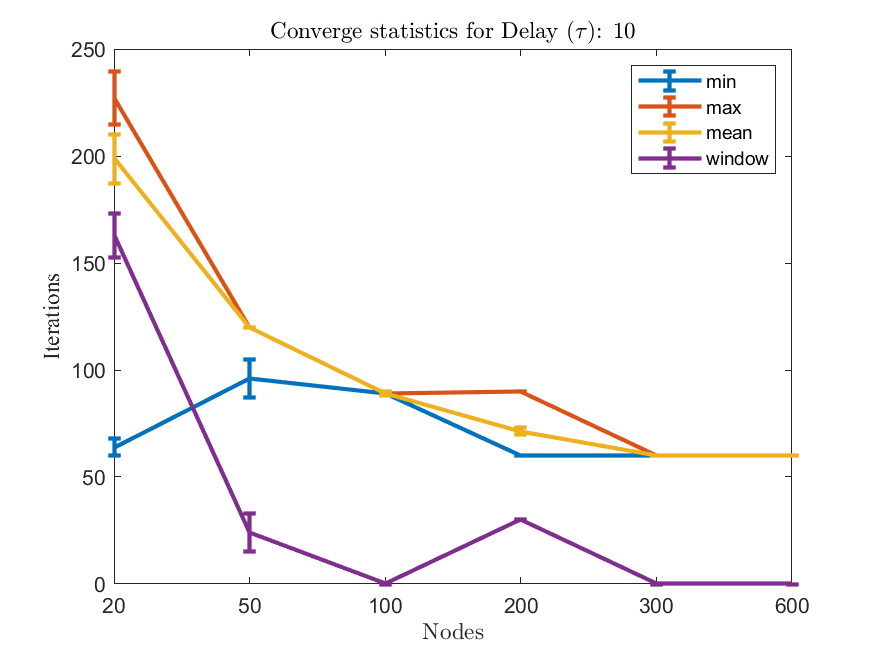 Converge statistics for Delay (τ): 10
250
200
150
100
50
0
Iterations
min
max
mean
window
20 50 100 200 300 600
Nodes